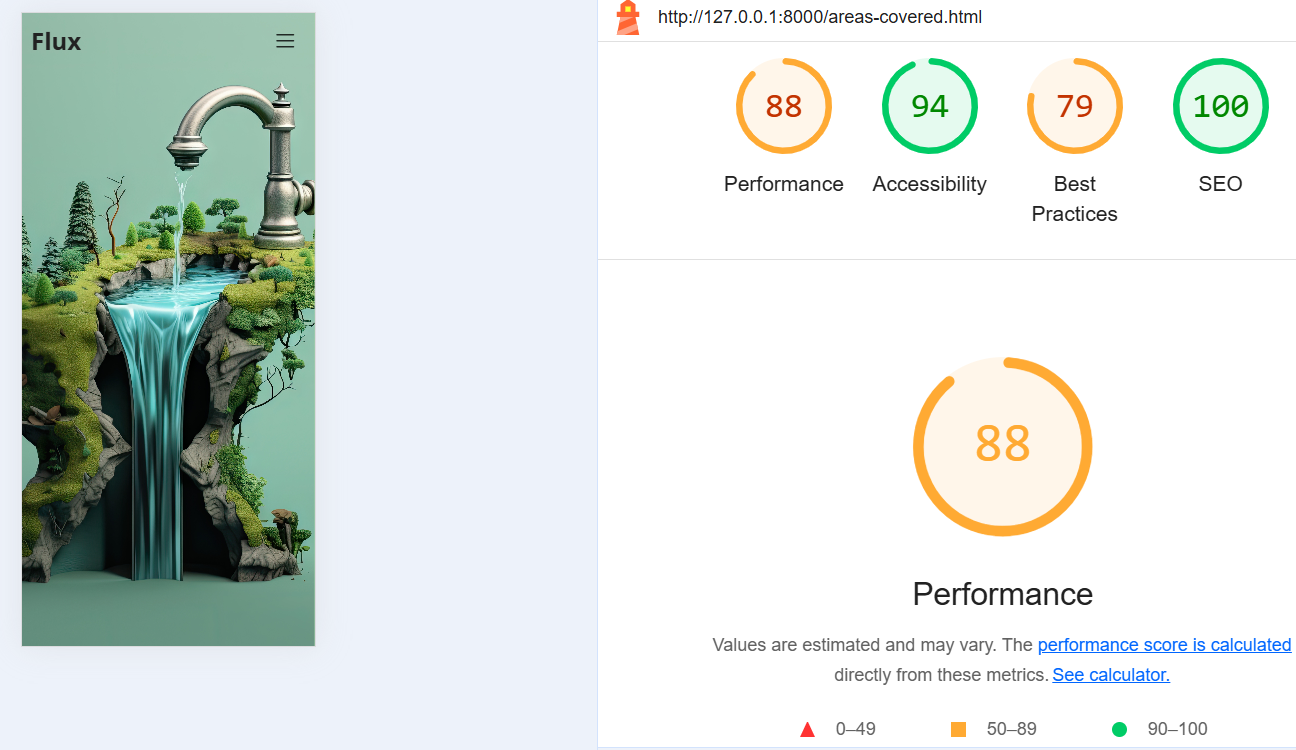 Flux
http://127.0.0.1:8000/areas-covered.html
88
94
79
100
Performance
Accessibility
Best
Practices
SEO
88
Performance
Values are estimated and may vary. The performance score is calculated
directly from these metrics. See calculator.
0–49
50–89
90–100